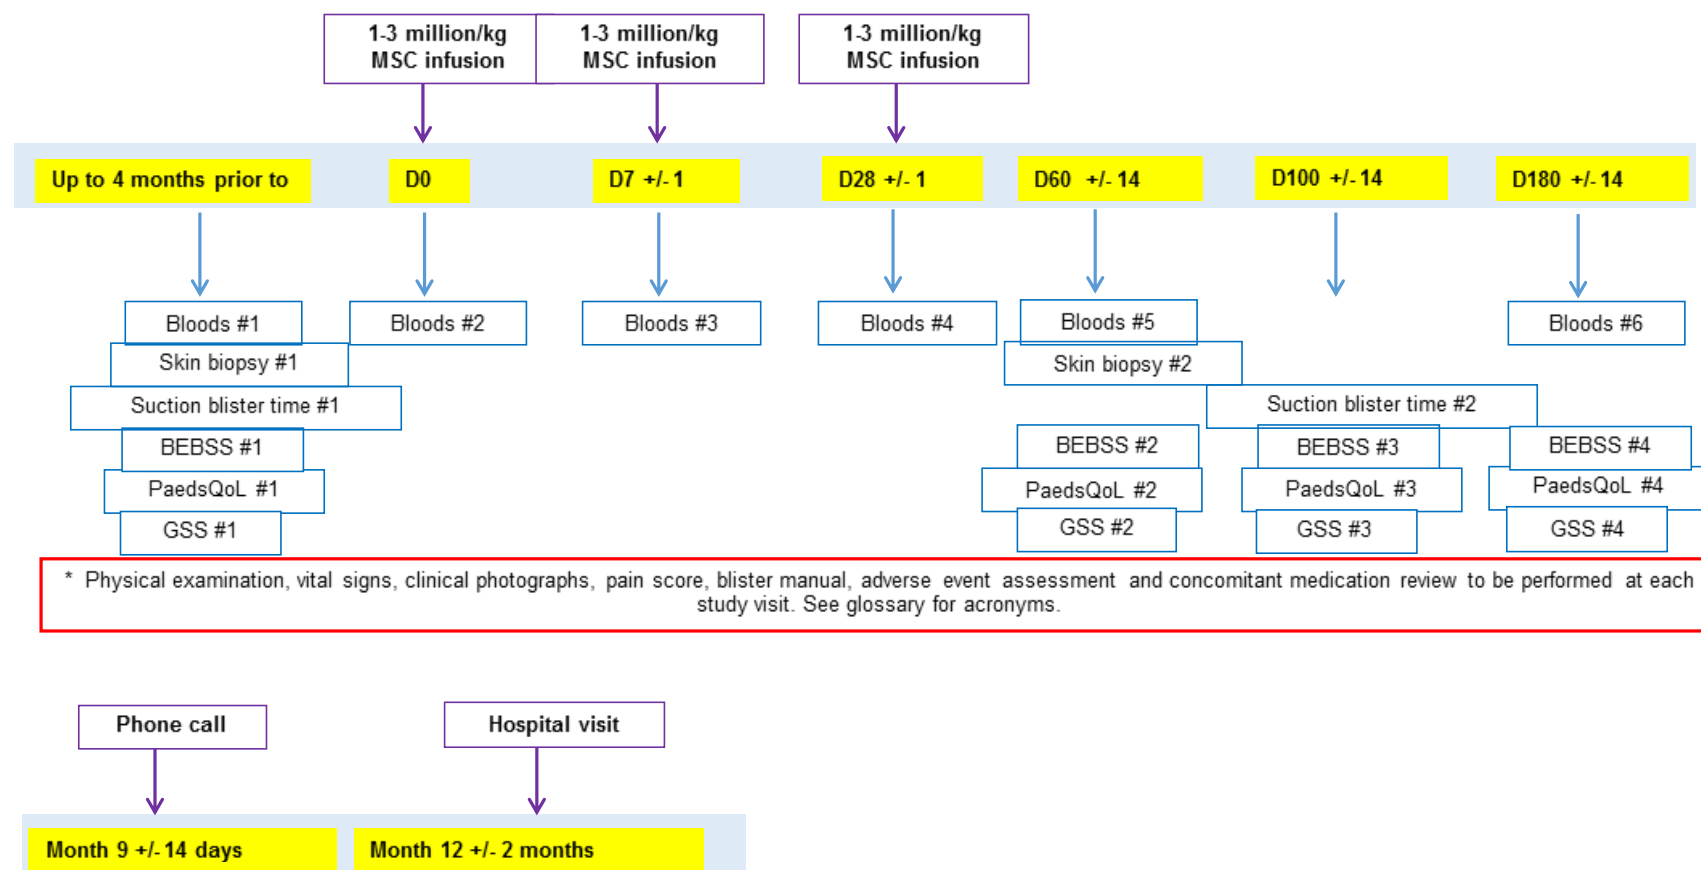 1-3 million/kg
MSC infusion
1-3 million/kg
MSC infusion
1-3 million/kg
MSC infusion
Up to 4 months prior to
D0
D7 +/- 1
D28 +/- 1
D60 +/- 14
D100 +/- 14
D180 +/- 14
Bloods #1
Bloods #2
Bloods #3
Bloods #4
Bloods #5
Bloods #6
Skin biopsy #1
Skin biopsy #2
Suction blister time #1
Suction blister time #2
BEBSS #1
BEBSS #2
BEBSS #3
BEBSS #4
PaedsQoL #1
PaedsQoL #2
PaedsQoL #3
PaedsQoL #4
GSS #1
GSS #2
GSS #3
GSS #4
* Physical examination, vital signs, clinical photographs, pain score, blister manual, adverse event assessment and concomitant medication review to be performed at each
study visit. See glossary for acronyms.
Phone call
Hospital visit
Month 9 +/- 14 days
Month 12 +/- 2 months